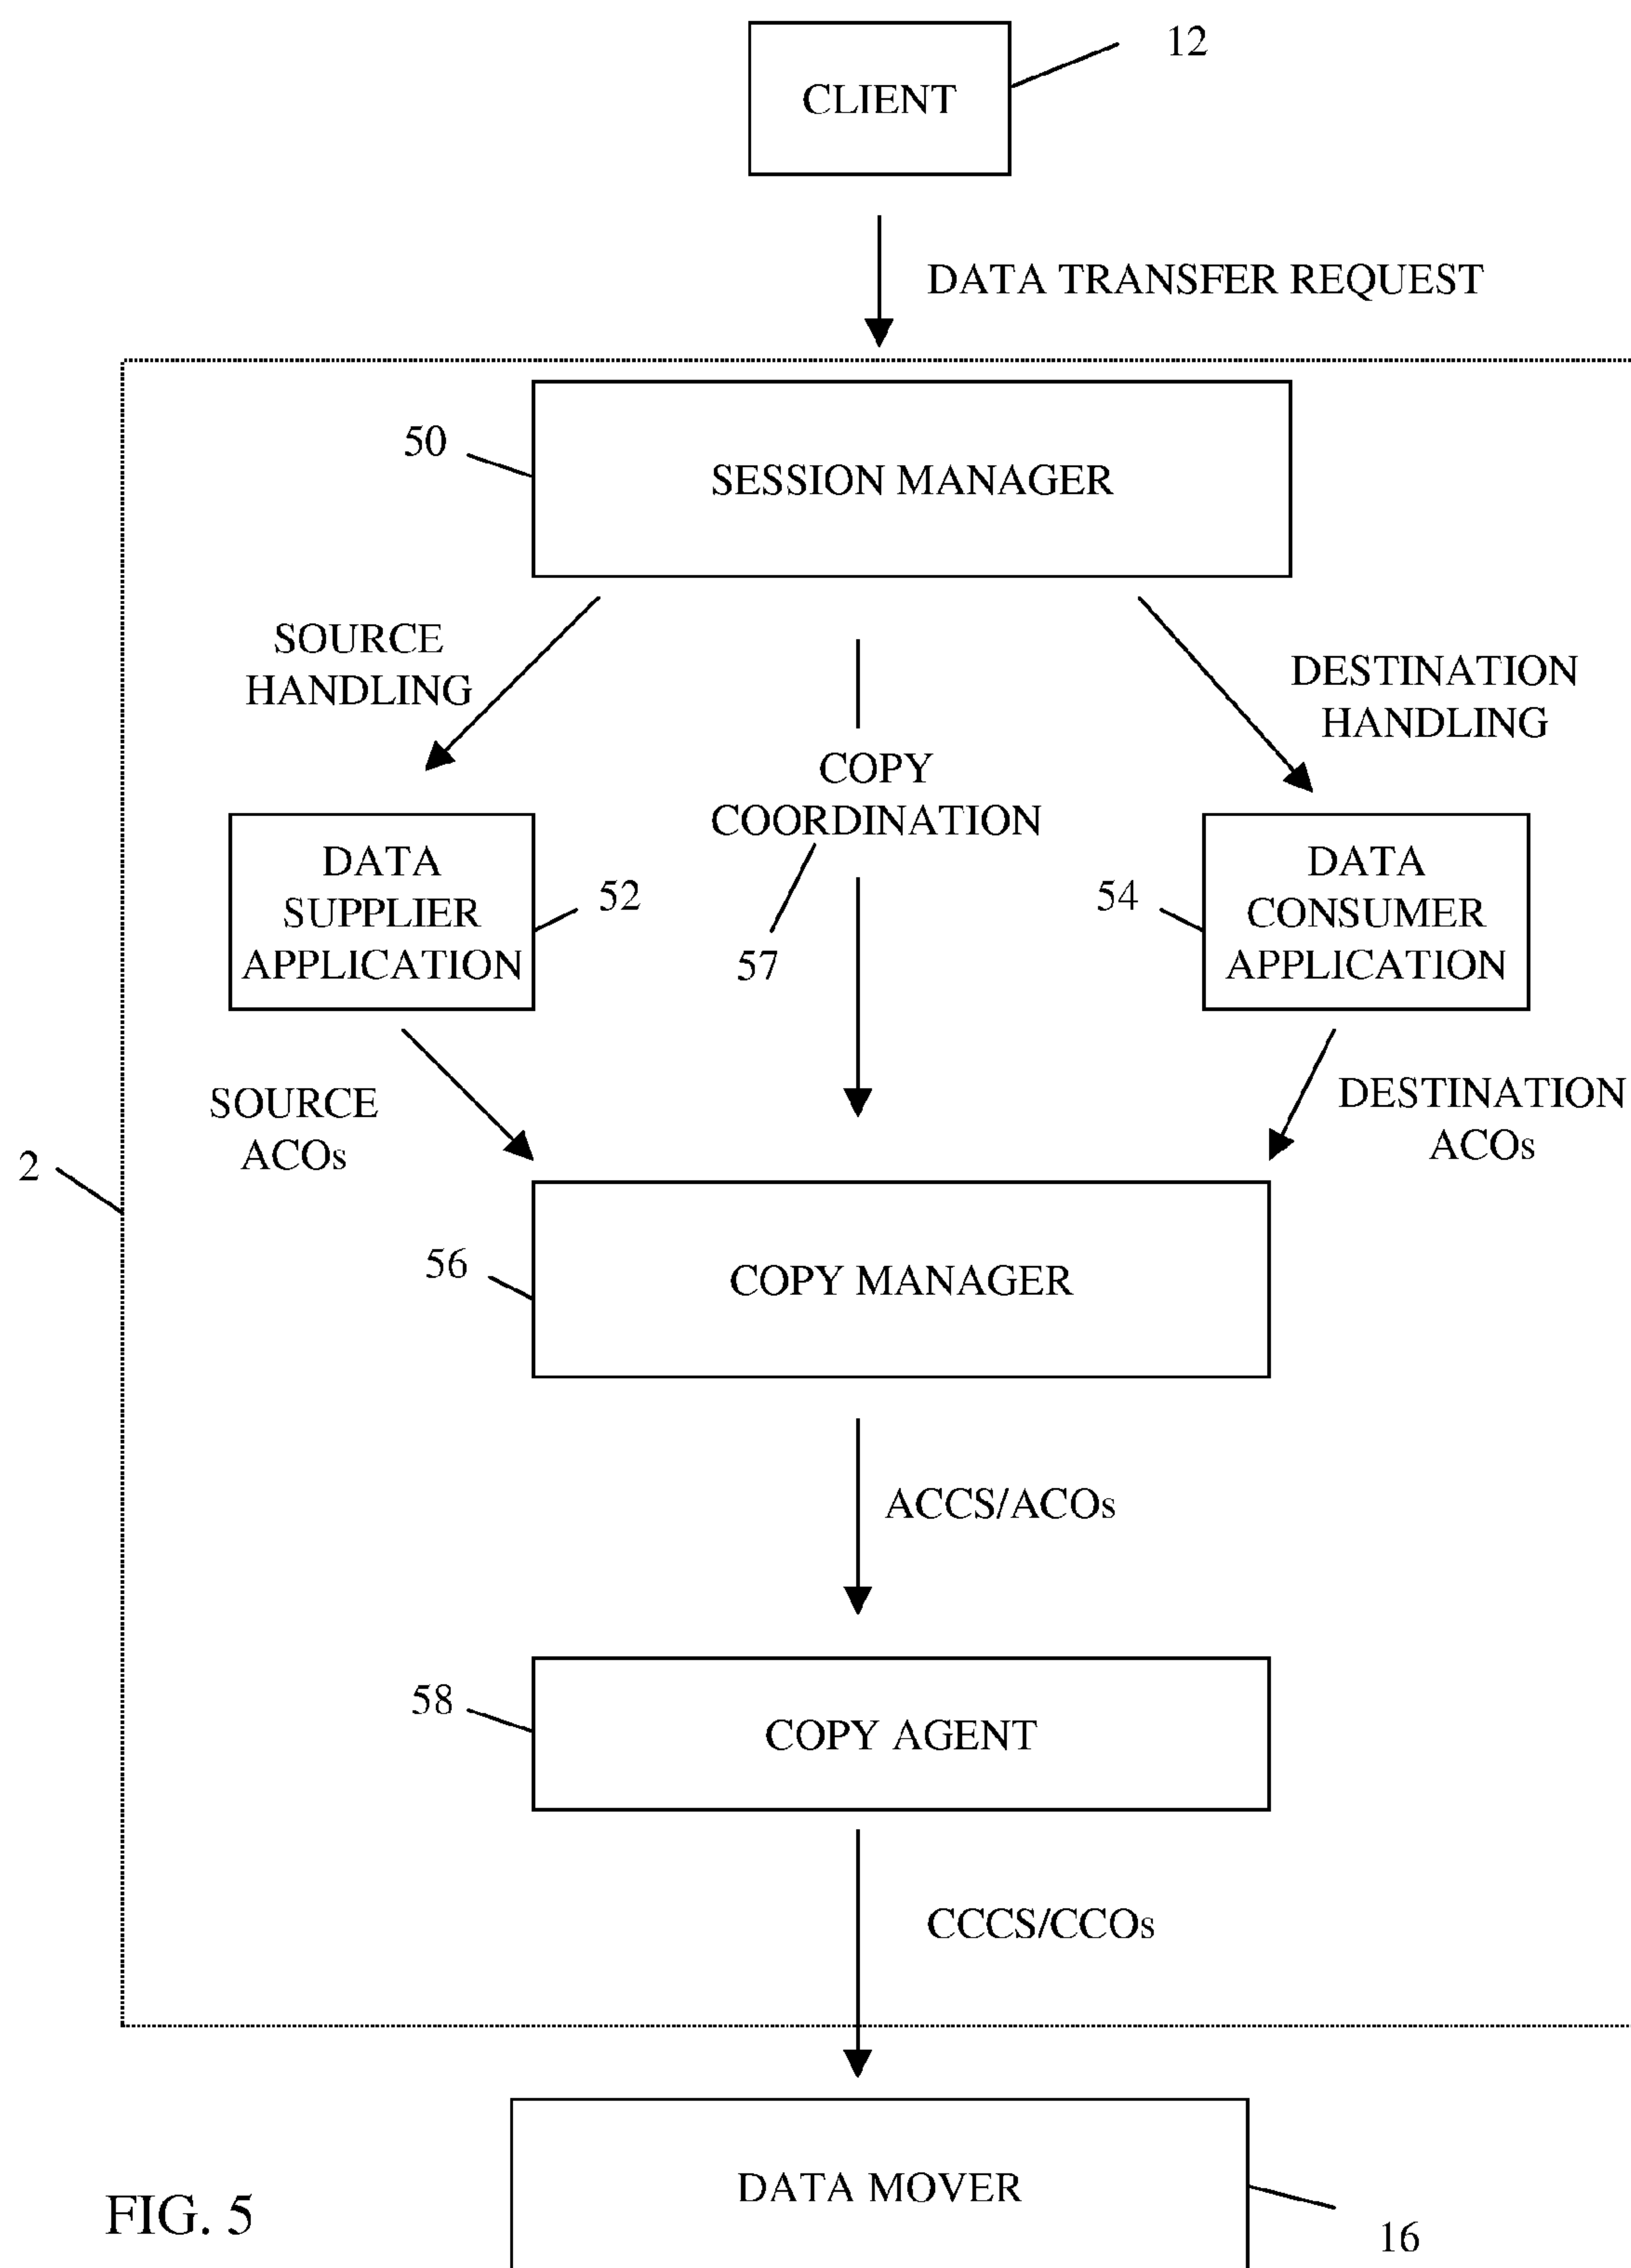 12
CLIENT
DATA TRANSFER REQUEST
50
SESSION MANAGER
SOURCE
HANDLING
DESTINATION
HANDLING
COPY
COORDINATION
57
DATA
SUPPLIER
APPLICATION
52
54
DATA
CONSUMER
APPLICATION
SOURCE
ACOs
DESTINATION
ACOs
2
56
COPY MANAGER
ACCS/ACOs
58
COPY AGENT
CCCS/CCOs
DATA MOVER
16
FIG. 5